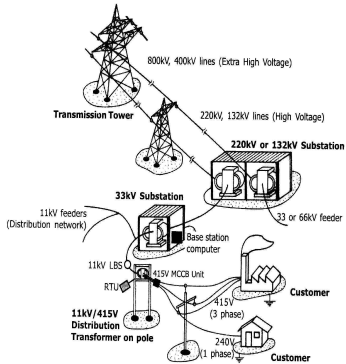 800kV, 400kV lines (Extra High Voltage)
Transmission Tower
220kV, 132kV lines (High Voltage)
220kV or 132kV Substation
33kV Substation
11kV feeders
(Distribution network)
33 or 66kV feeder
Base station
computer
11kV LBS
415V MCCB Unit
RTU
Customer
415V
(3 phase)
11kV/415V
Distribution
Transformer on pole
240V
(1 phase)
Customer